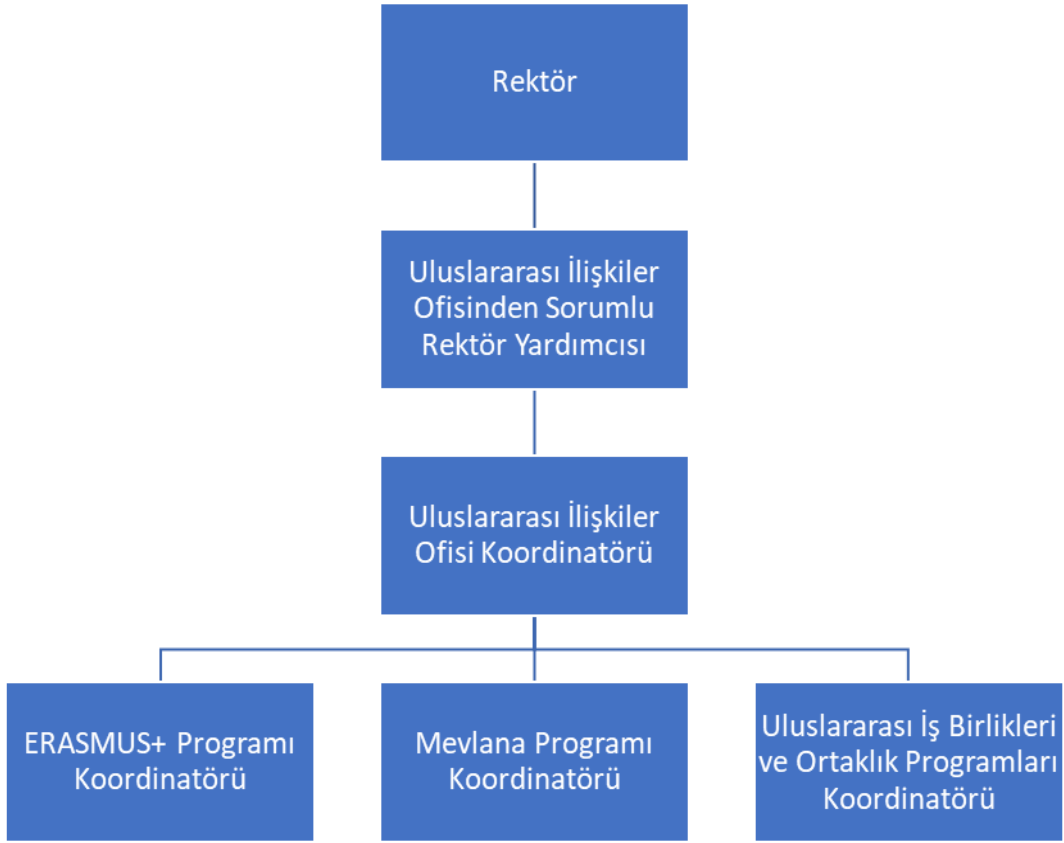 Rektör
Uluslararası İlişkiler
Ofisinden Sorumlu
Rektör Yardımcısı
Uluslararası İlişkiler
Ofisi Koordinatörü
ERASMUS+ Programı
Koordinatörü
Mevlana Programı
Koordinatörü
Uluslararası İş Birlikleri
ve Ortaklık Programları
Koordinatörü